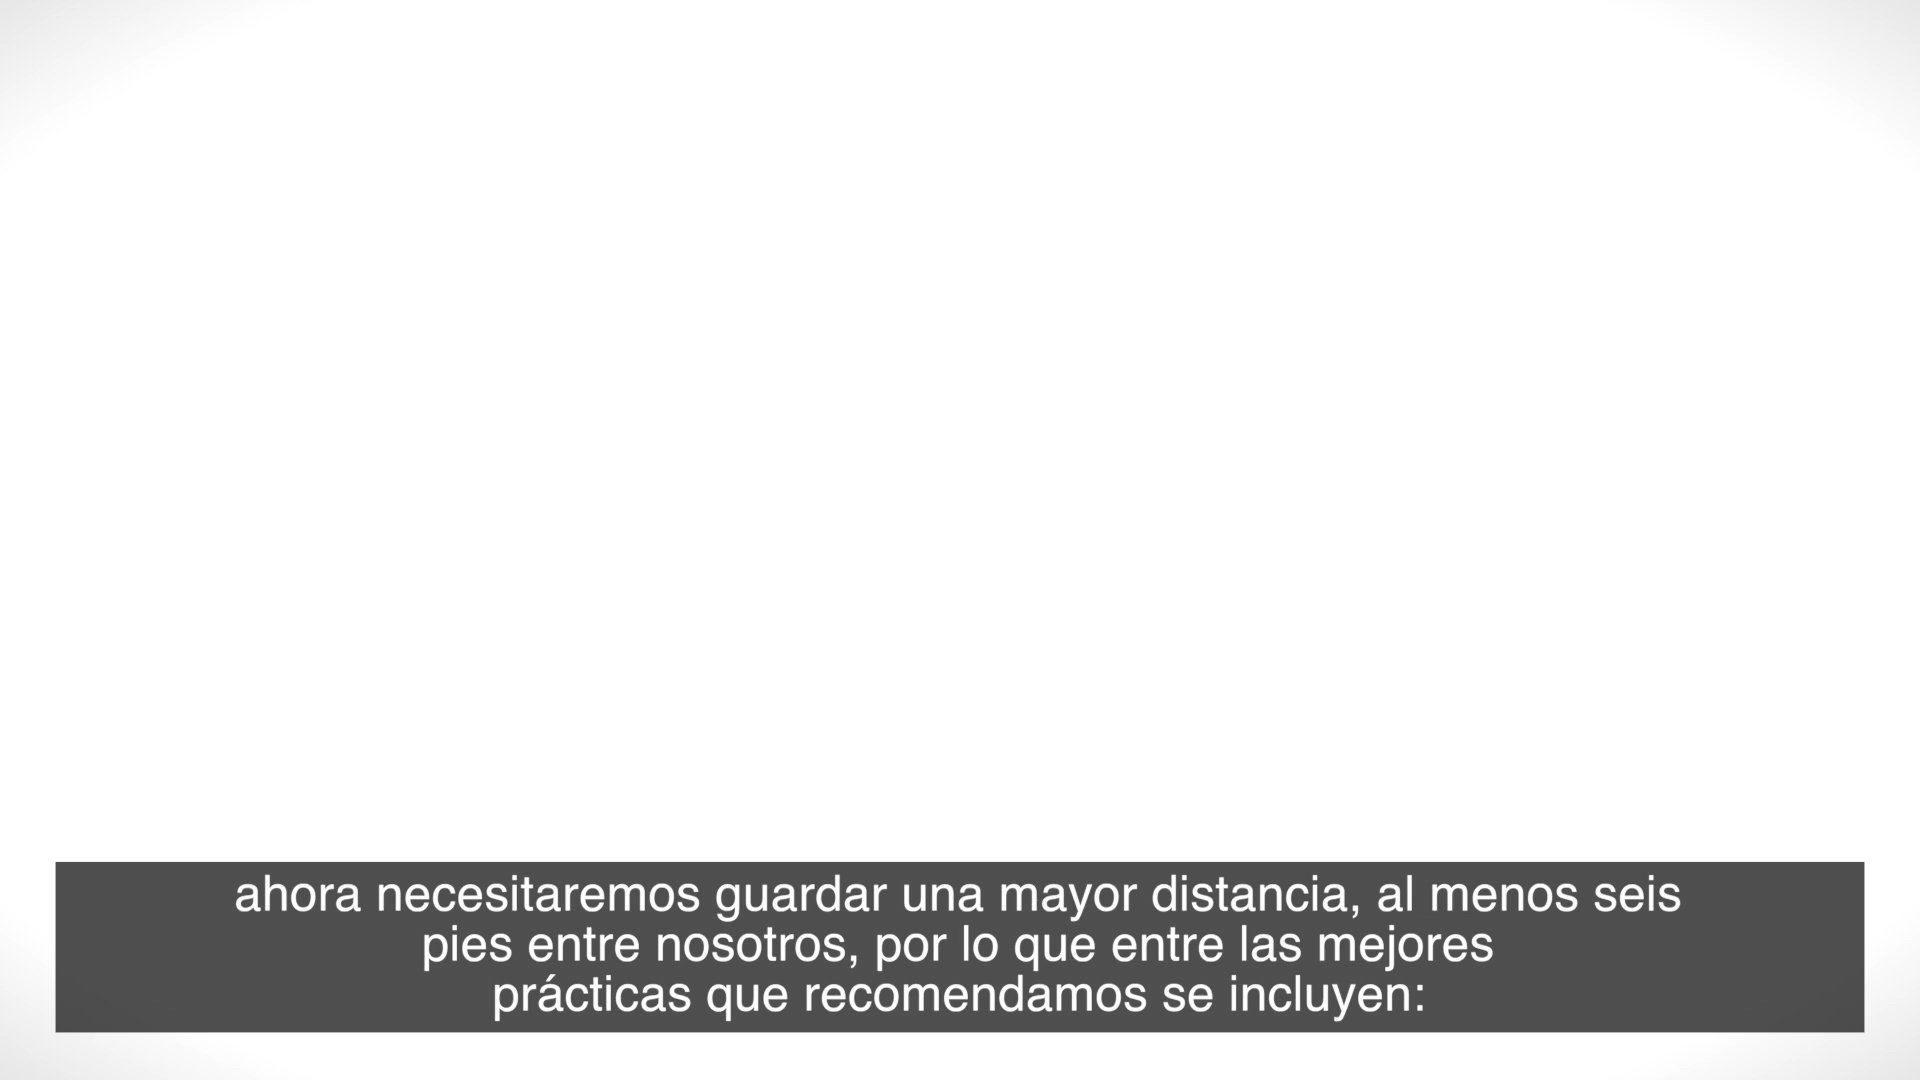 ahora necesitaremos guardar una mayor distancia, al menos seis
pies entre nosotros, por lo que entre las mejores
prácticas que recomendamos se incluyen: